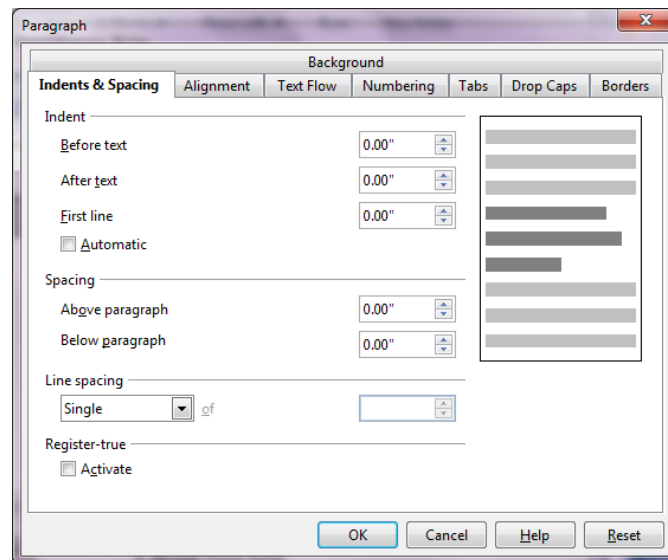 Paragraph
Background
Indents & Spacing Alignment Text Flow Numbering Tabs Drop Caps Borders
Indent
Before text 0.00"
After text 0.00"
First line 0.00"
Automatic
Spacing
Above paragraph 0.00"
Below paragraph 0.00"
Line spacing
Single of
Register-true
Activate
OK Cancel Help Reset